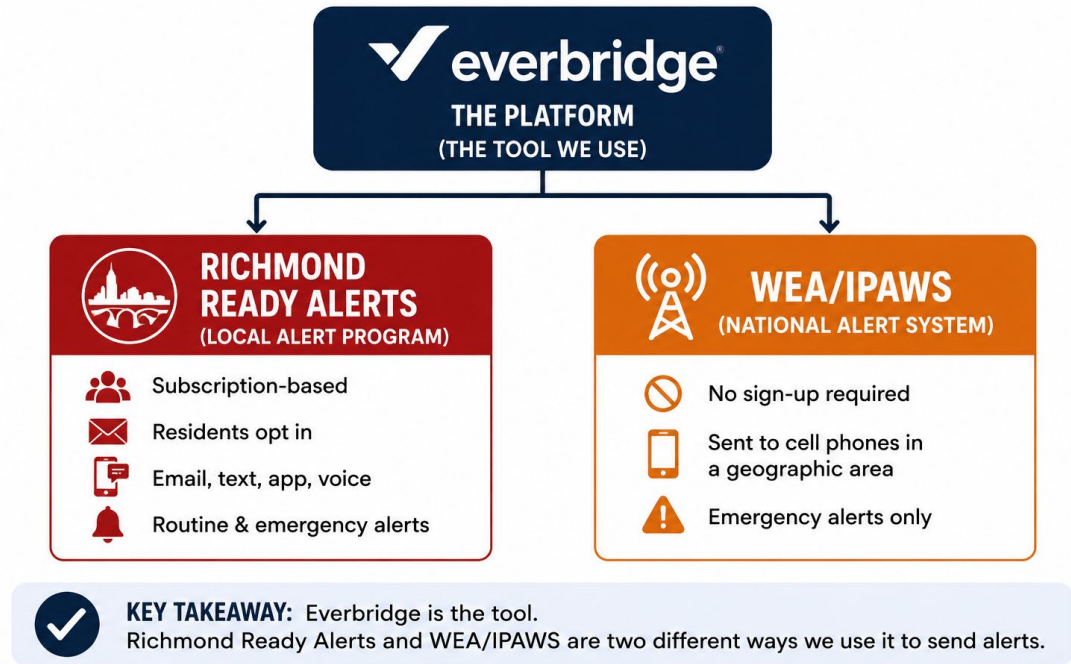 everbridge®
THE PLATFORM
(THE TOOL WE USE)
RICHMOND
READY ALERTS
(LOCAL ALERT PROGRAM)
Subscription-based
Residents opt in
Email, text, app, voice
Routine & emergency alerts
WEA/IPAWS
(NATIONAL ALERT SYSTEM)
No sign-up required
Sent to cell phones in
a geographic area
Emergency alerts only
KEY TAKEAWAY: Everbridge is the tool.
Richmond Ready Alerts and WEA/IPAWS are two different ways we use it to send alerts.